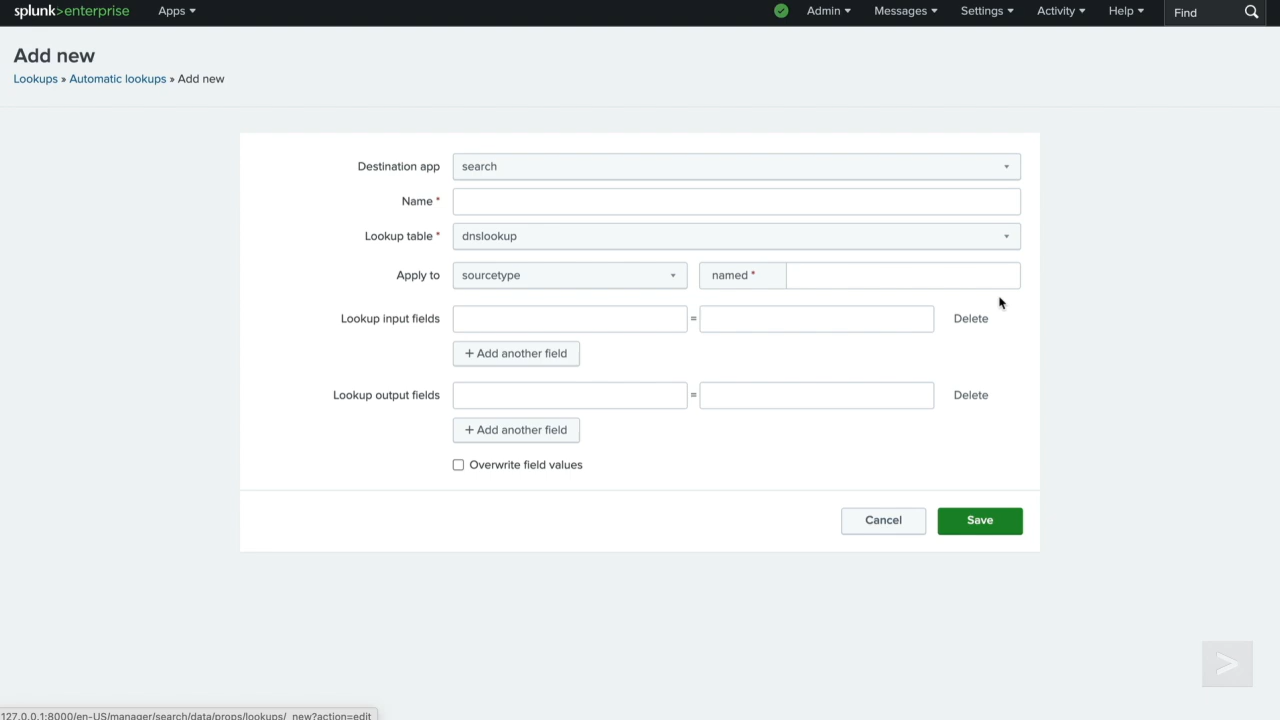 splunk>enterprise Apps Admin Messages Settings Activity Help Find
Add new
Lookups » Automatic lookups » Add new
Destination app search
Name *
Lookup table * dnslookup
Apply to sourcetype named *
Lookup input fields = Delete
+ Add another field
Lookup output fields = Delete
+ Add another field
Overwrite field values
Cancel Save
>
127.0.0.1:8000/en-US/manager/search/data/props/lookups/_new?action=edit